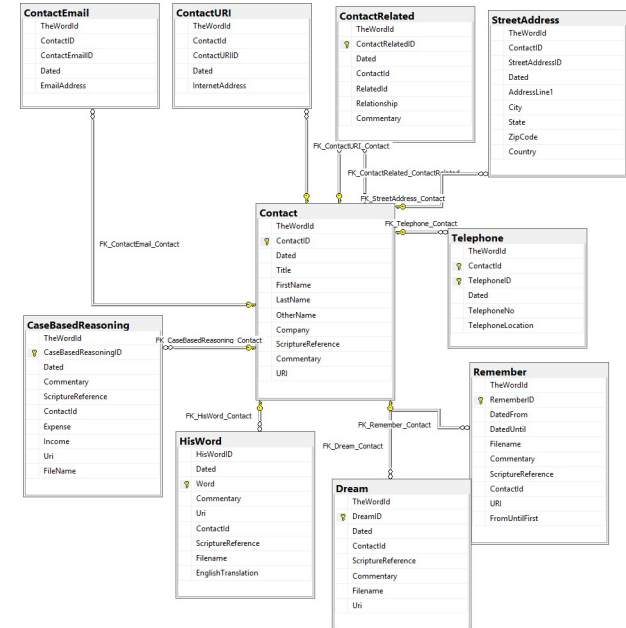 ContactEmail
TheWordId
ContactID
ContactEmailID
Dated
EmailAddress
ContactURI
TheWordId
ContactId
ContactURIID
Dated
InternetAddress
ContactRelated
TheWordId
ContactRelatedID
Dated
ContactId
RelatedId
Relationship
Commentary
StreetAddress
TheWordId
ContactID
StreetAddressID
Dated
AddressLine1
City
State
ZipCode
Country
FK_ContactURI_Contact
FK_ContactRelated_ContactRelated
FK_StreetAddress_Contact
FK_Telephone_Contact
FK_ContactEmail_Contact
Contact
TheWordId
ContactID
Dated
Title
FirstName
LastName
OtherName
Company
ScriptureReference
Commentary
URI
Telephone
TheWordId
ContactId
TelephoneID
Dated
TelephoneNo
TelephoneLocation
CaseBasedReasoning
TheWordId
CaseBasedReasoningID
Dated
Commentary
ScriptureReference
ContactId
Expense
Income
Uri
FileName
FK_CaseBasedReasoning_Contact
FK_HisWord_Contact
FK_Remember_Contact
FK_Dream_Contact
HisWord
HisWordID
Dated
Word
Commentary
Uri
ContactId
ScriptureReference
Filename
EnglishTranslation
Dream
TheWordId
DreamID
Dated
ContactId
ScriptureReference
Commentary
Filename
Uri
Remember
TheWordId
RememberID
DatedFrom
DatedUntil
Filename
Commentary
ScriptureReference
ContactId
URI
FromUntilFirst